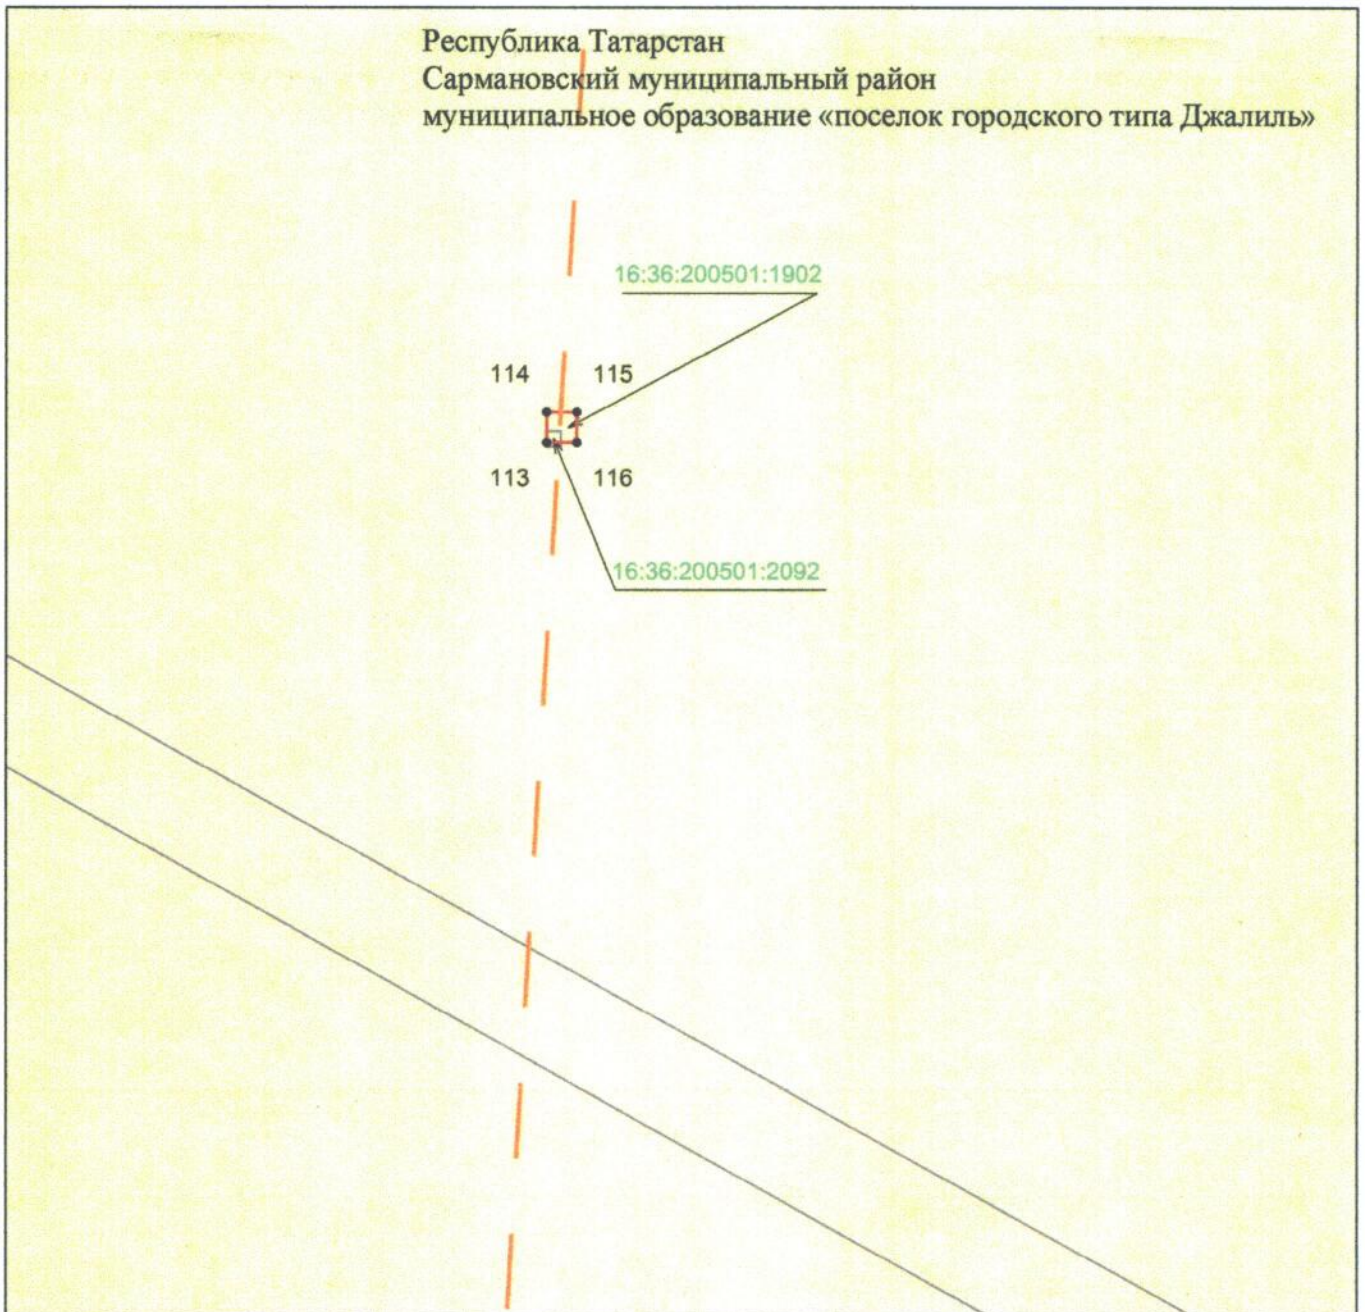 Республика Татарстан
Сармановский муниципальный район
муниципальное образование «поселок городского типа Джалиль»
16:36:200501:1902
114 115
113 116
16:36:200501:2092